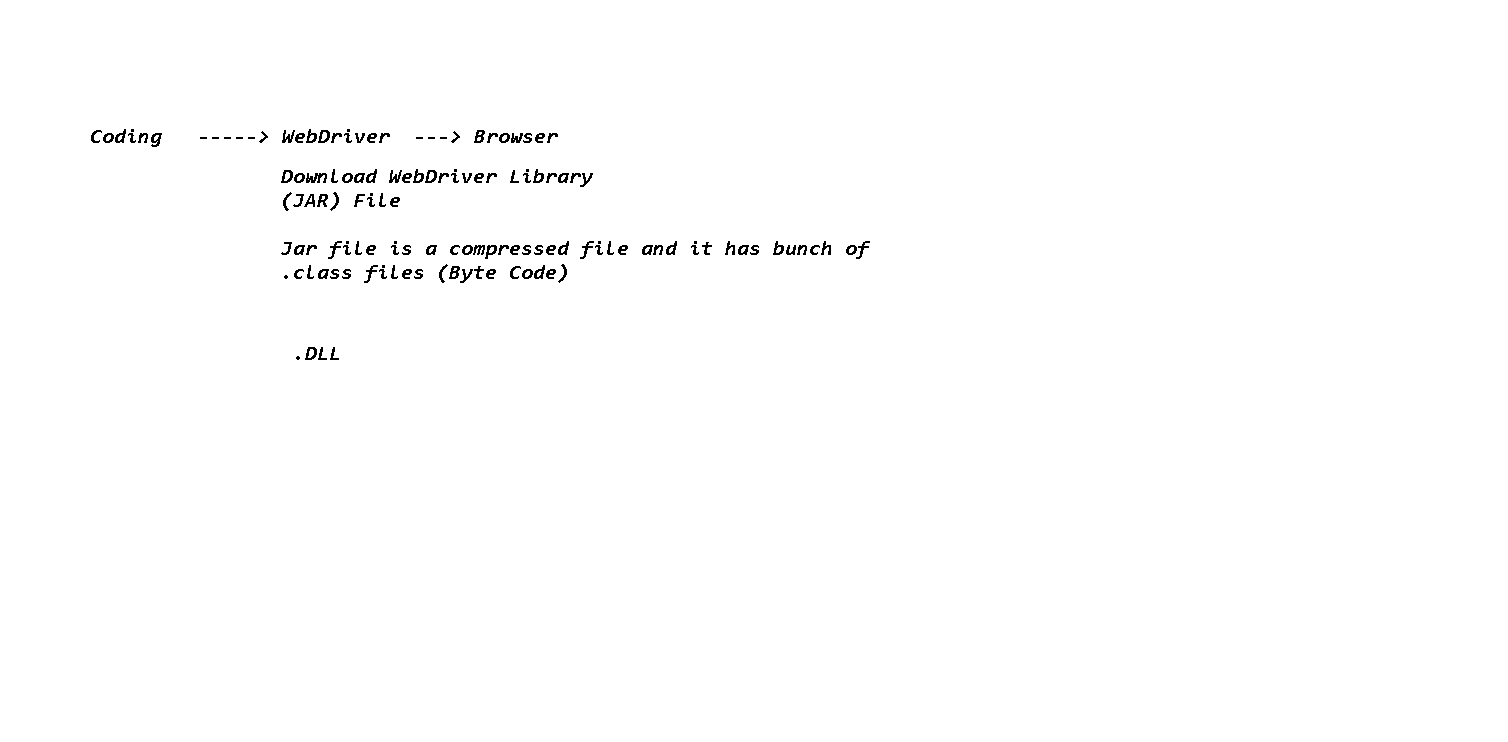 Coding -----> WebDriver ---> Browser
Download WebDriver Library
(JAR) File
Jar file is a compressed file and it has bunch of
.class files (Byte Code)
.DLL